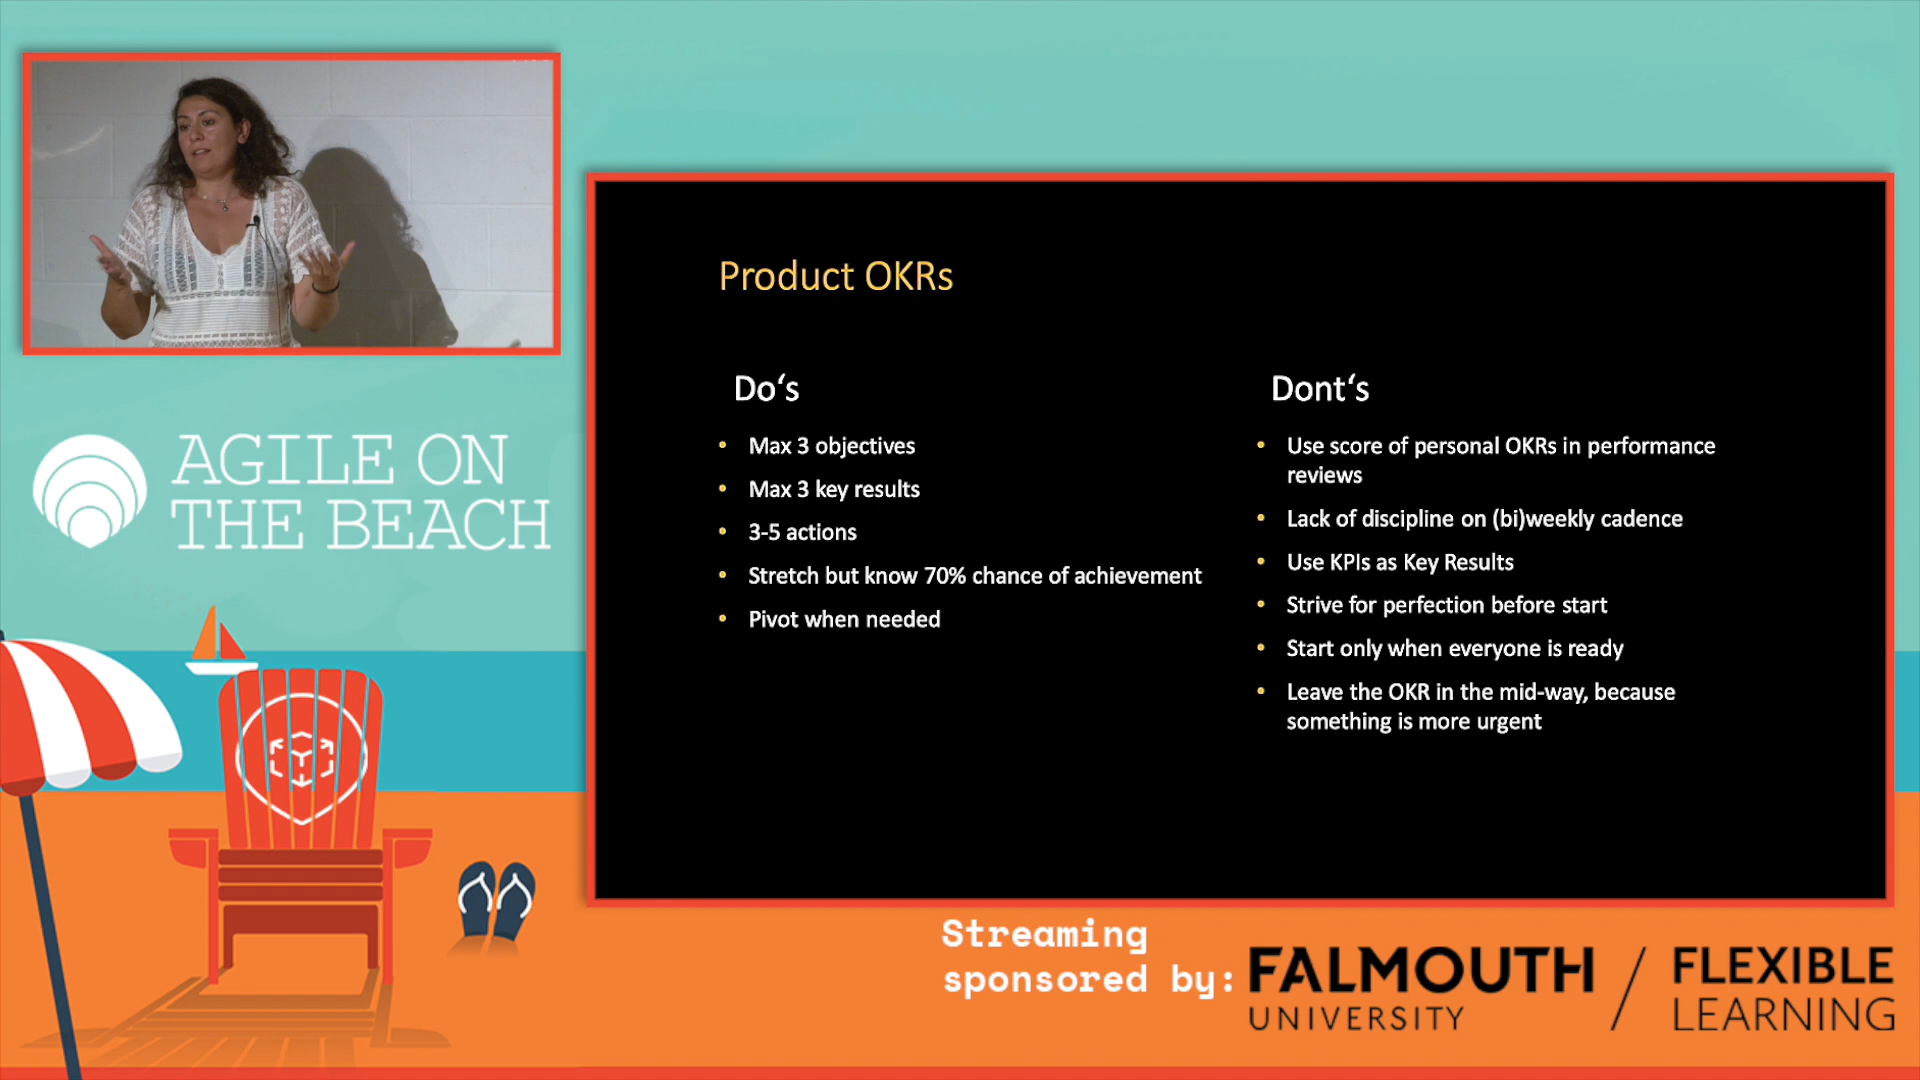 AGILE ON
THE BEACH
Product OKRs
Do‘s
• Max 3 objectives
• Max 3 key results
• 3-5 actions
• Stretch but know 70% chance of achievement
• Pivot when needed
Dont‘s
• Use score of personal OKRs in performance
reviews
• Lack of discipline on (bi)weekly cadence
• Use KPIs as Key Results
• Strive for perfection before start
• Start only when everyone is ready
• Leave the OKR in the mid-way, because
something is more urgent
Streaming
sponsored by:
FALMOUTH
UNIVERSITY
FLEXIBLE
LEARNING